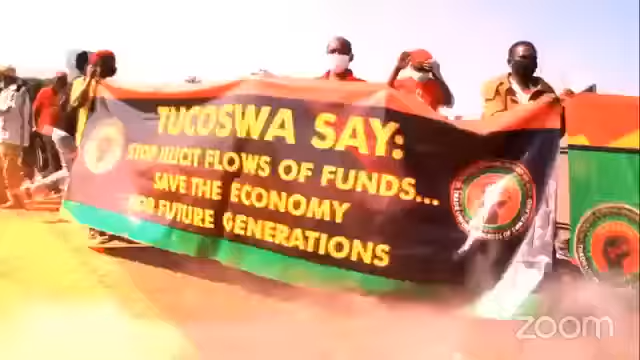 TUCOSWA SAY:
STOP ILLICIT FLOWS OF FUNDS...
SAVE THE ECONOMY
FOR FUTURE GENERATIONS
zoom